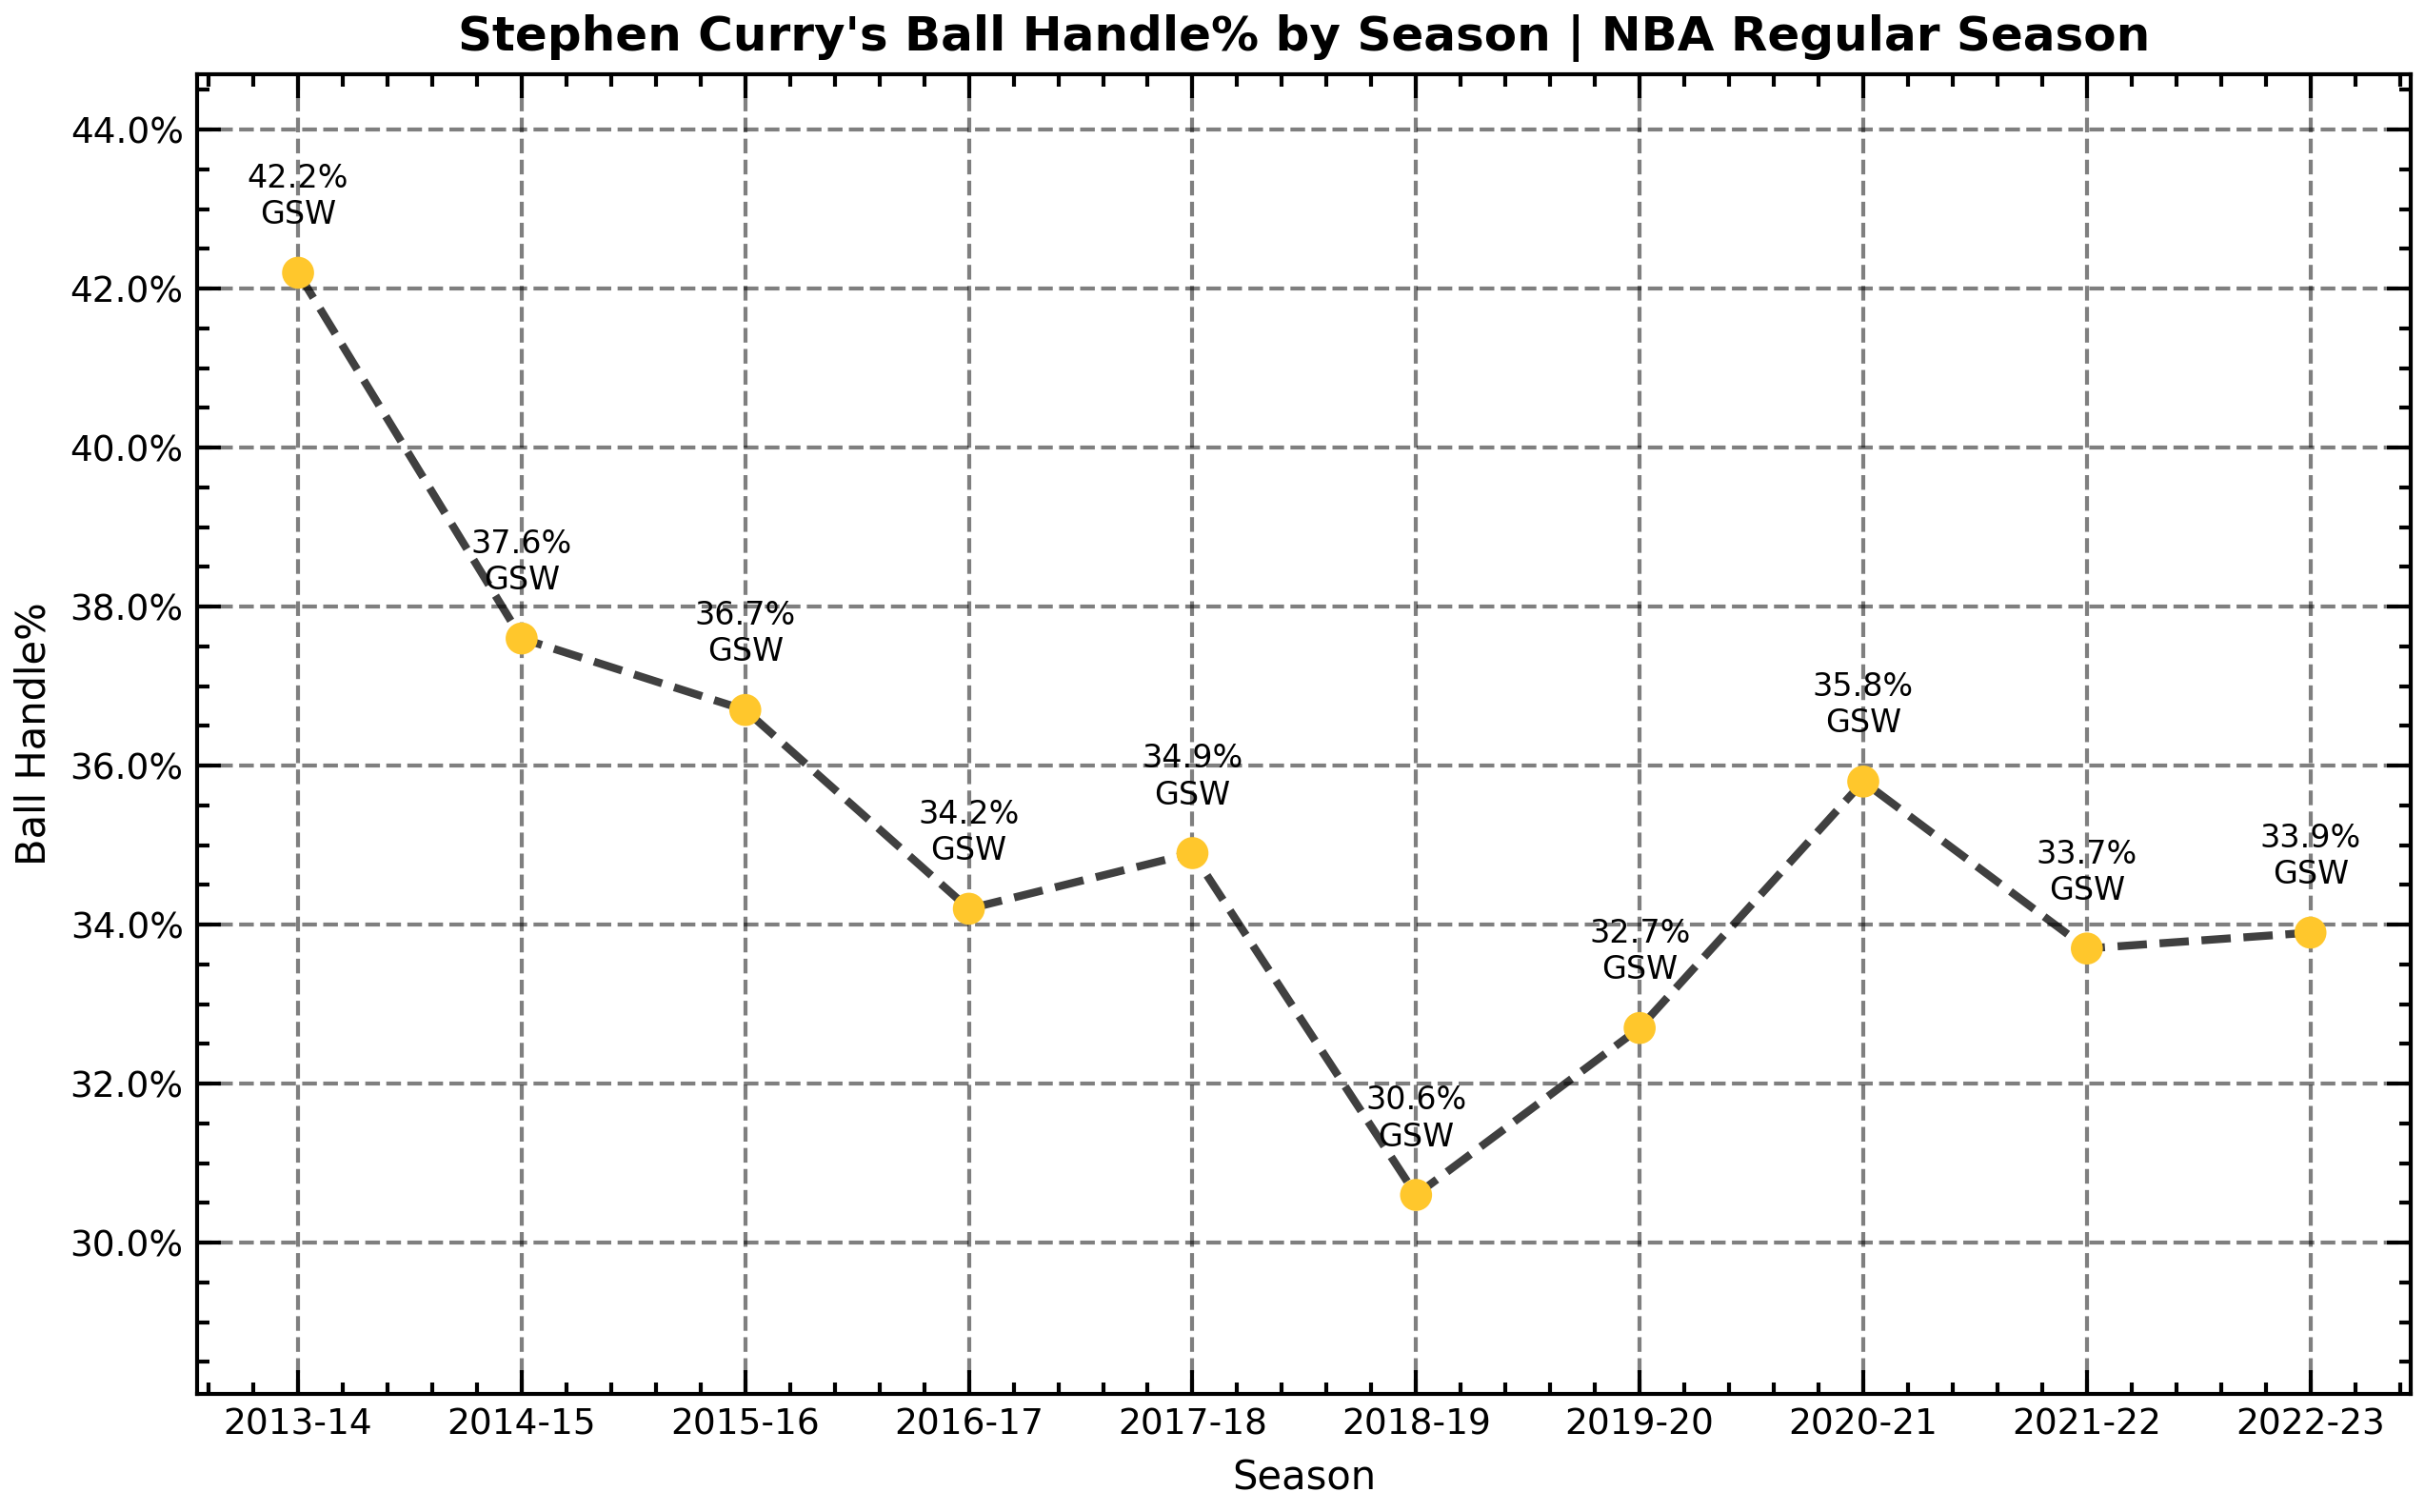 Stephen Curry's Ball Handle% by Season | NBA Regular Season
44.0%
42.0%
40.0%
38.0%
36.0%
34.0%
32.0%
30.0%
Ball Handle%
42.2%
GSW
37.6%
GSW
36.7%
GSW
34.2%
GSW
34.9%
GSW
30.6%
GSW
32.7%
GSW
35.8%
GSW
33.7%
GSW
33.9%
GSW
2013-14 2014-15 2015-16 2016-17 2017-18 2018-19 2019-20 2020-21 2021-22 2022-23
Season